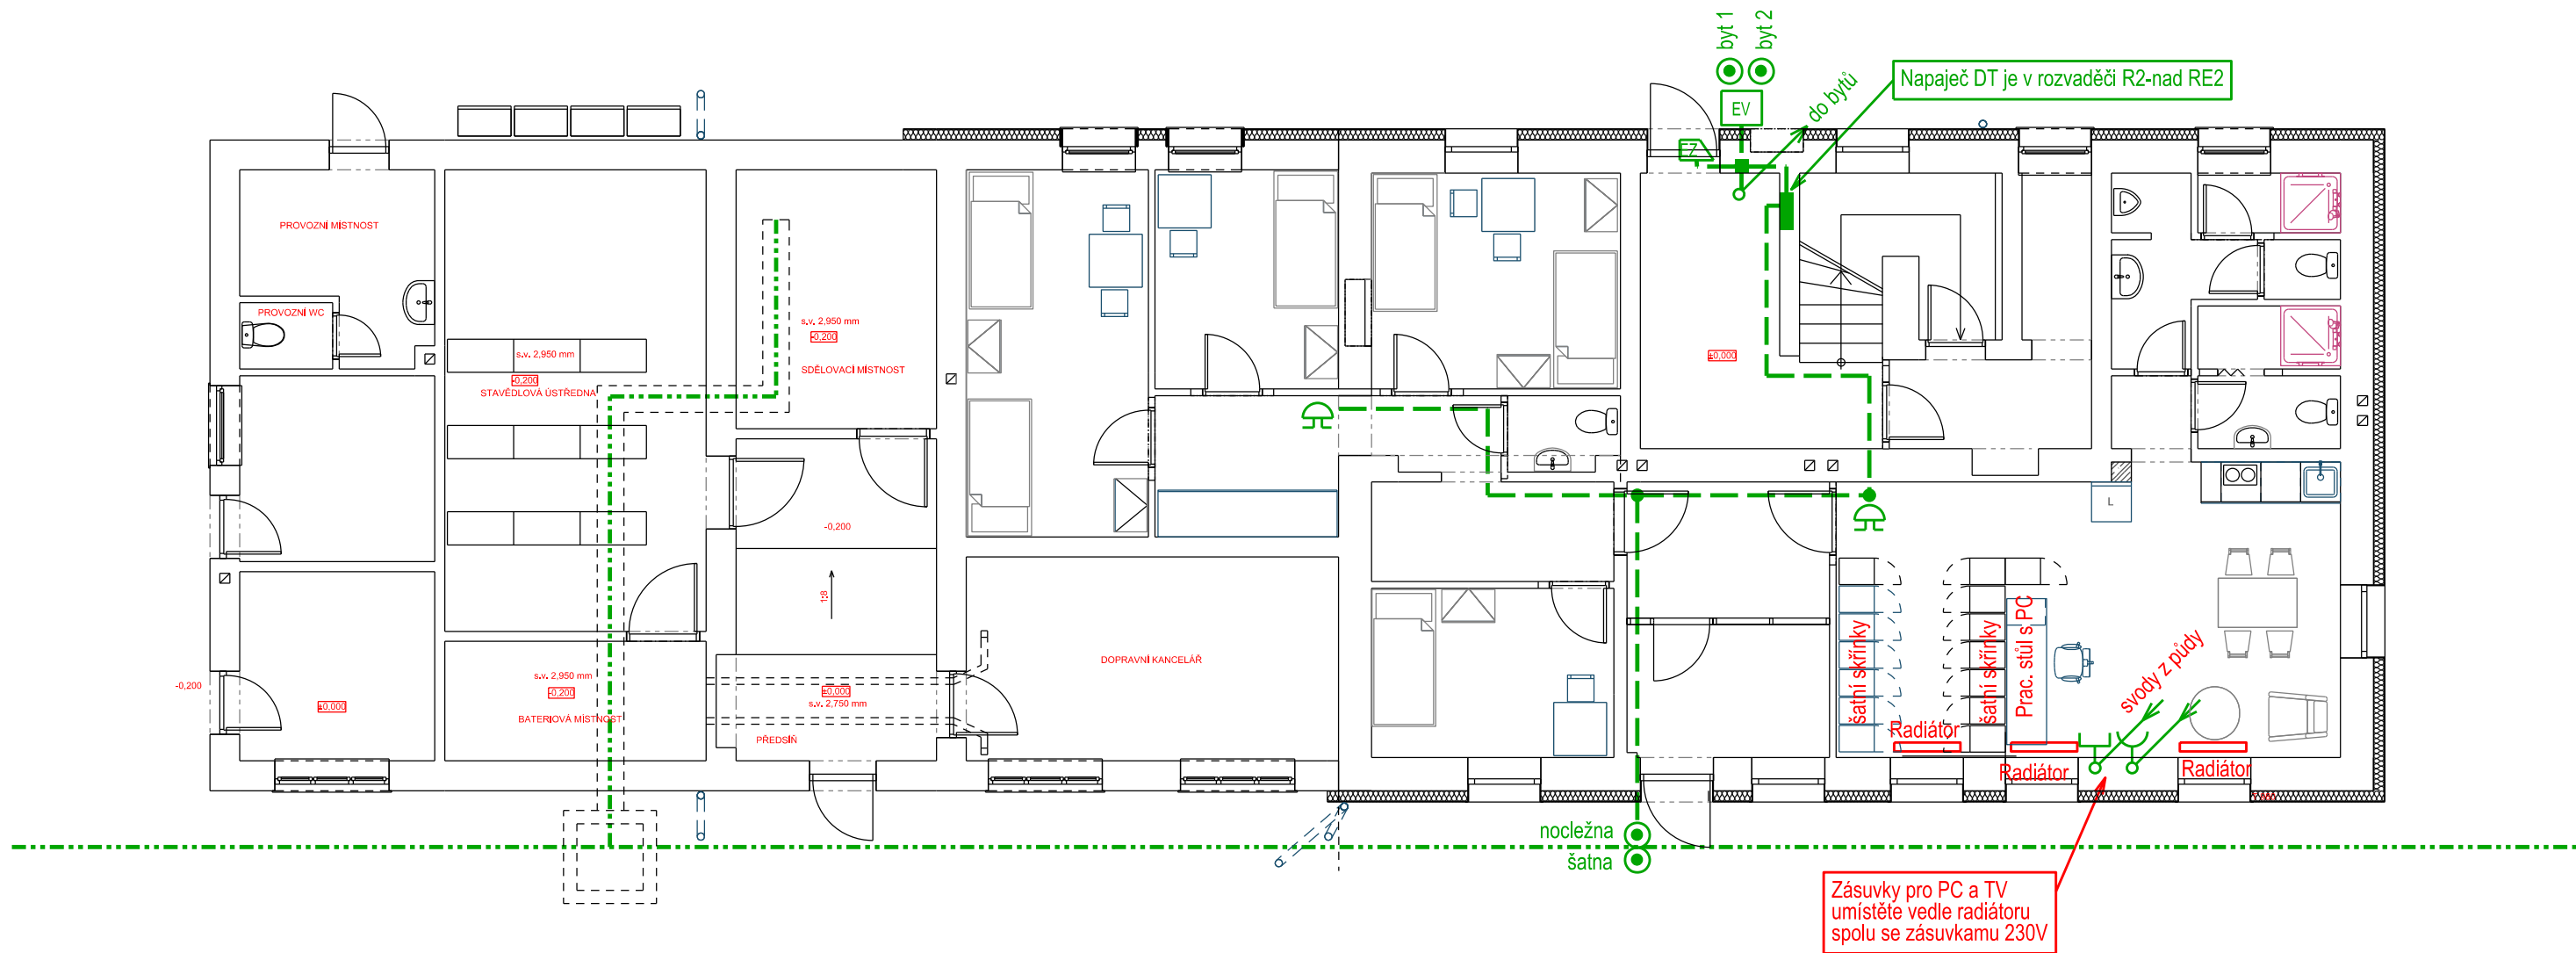 byt 1
byt 2
EV
EZ
do bytů
Napaječ DT je v rozvaděči R2-nad RE2
PROVOZNÍ MÍSTNOST
PROVOZNÍ WC
s.v. 2,950 mm
-0,200
STAVĚDLOVÁ ÚSTŘEDNA
s.v. 2,950 mm
-0,200
SDĚLOVACÍ MÍSTNOST
±0,000
-0,200
1:8
L
DOPRAVNÍ KANCELÁŘ
-0,200
±0,000
s.v. 2,950 mm
-0,200
BATERIOVÁ MÍSTNOST
±0,000
s.v. 2,750 mm
PŘEDSÍŇ
šatní skříňky
šatní skříňky
Prac. stůl s PC
svody z půdy
Radiátor
Radiátor
Radiátor
nocležna
šatna
Zásuvky pro PC a TV
umístěte vedle radiátoru
spolu se zásuvkamu 230V